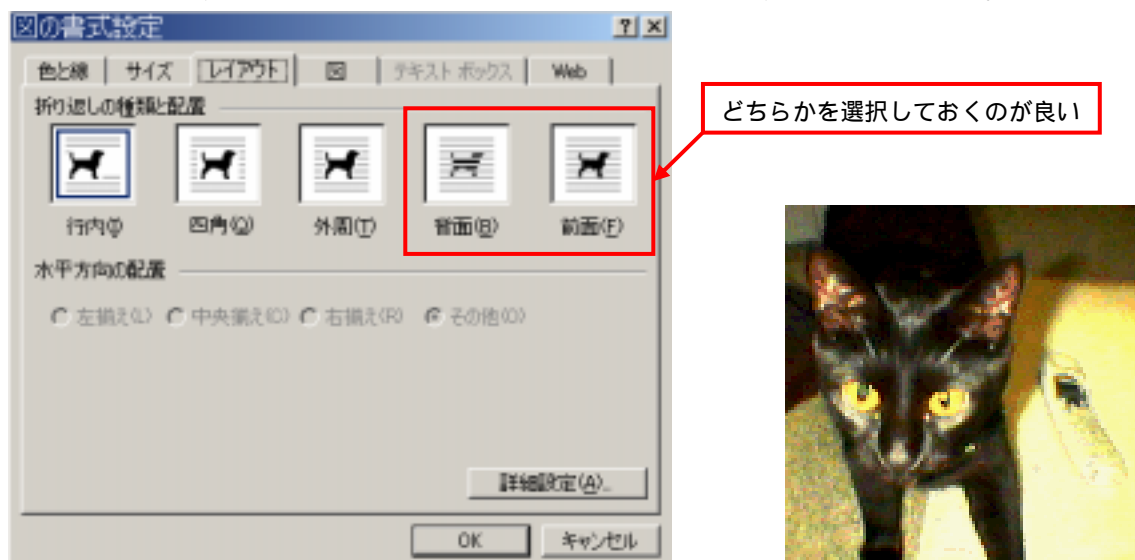 図の書式設定
色と線 サイズ レイアウト 図 テキスト ボックス Web
折り返しの種類と配置
どちらかを選択しておくのが良い
行内(I) 四角(Q) 外周(T) 背面(B) 前面(F)
水平方向の配置
左揃え(L) 中央揃え(C) 右揃え(R) その他(O)
詳細設定(A)...
OK キャンセル